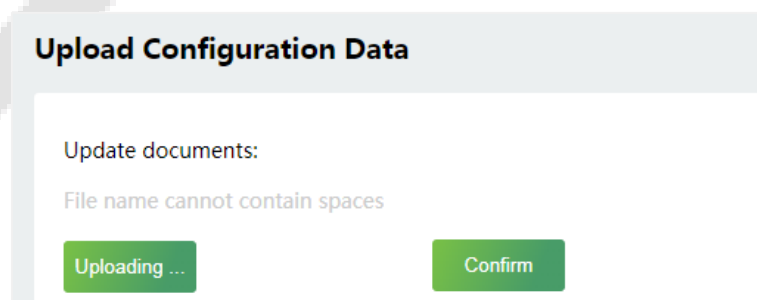 Upload Configuration Data
Update documents:
File name cannot contain spaces
Uploading ...
Confirm